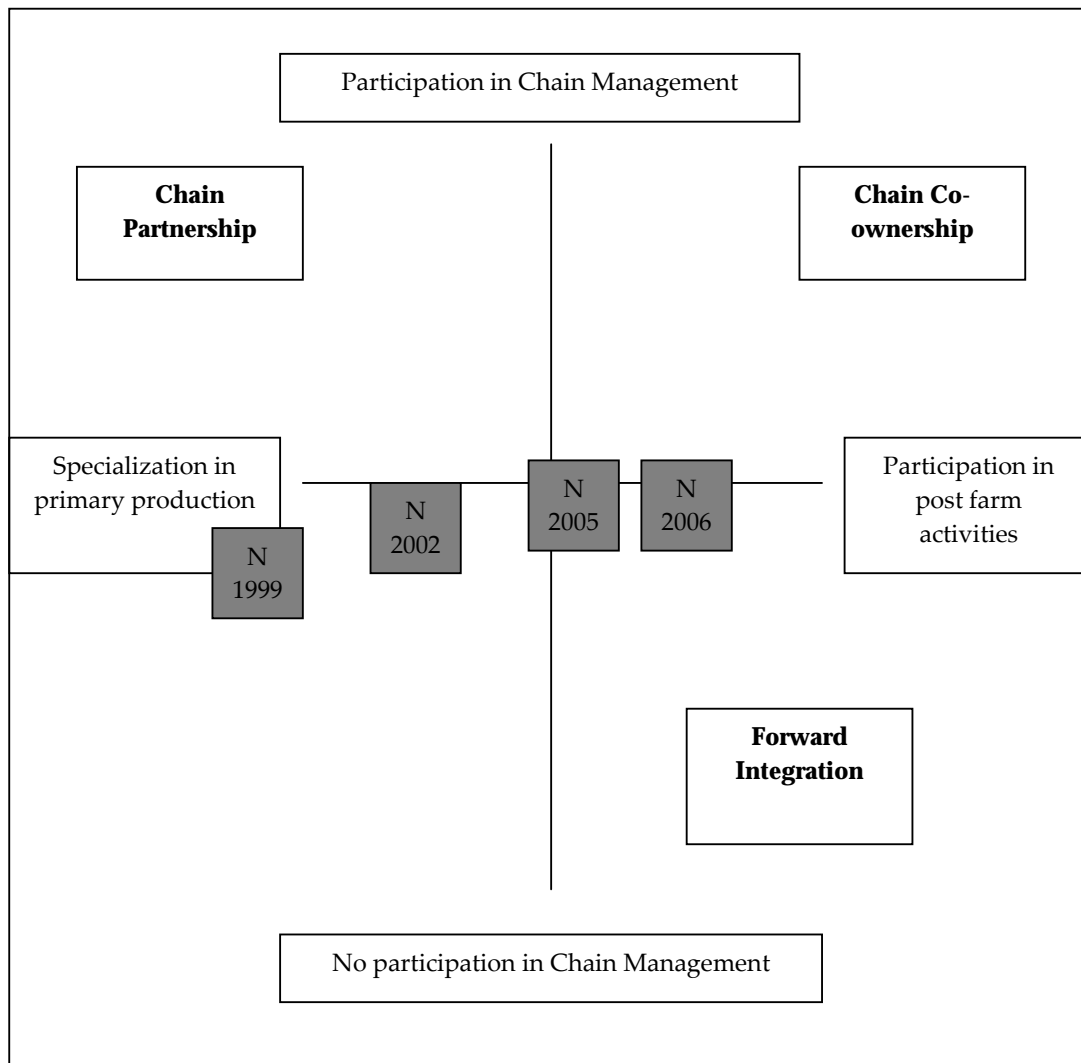 Participation in Chain Management
Chain
Partnership
Chain Co-
ownership
Specialization in
primary production
N
1999
N
2002
N
2005
N
2006
Participation in
post farm
activities
Forward
Integration
No participation in Chain Management